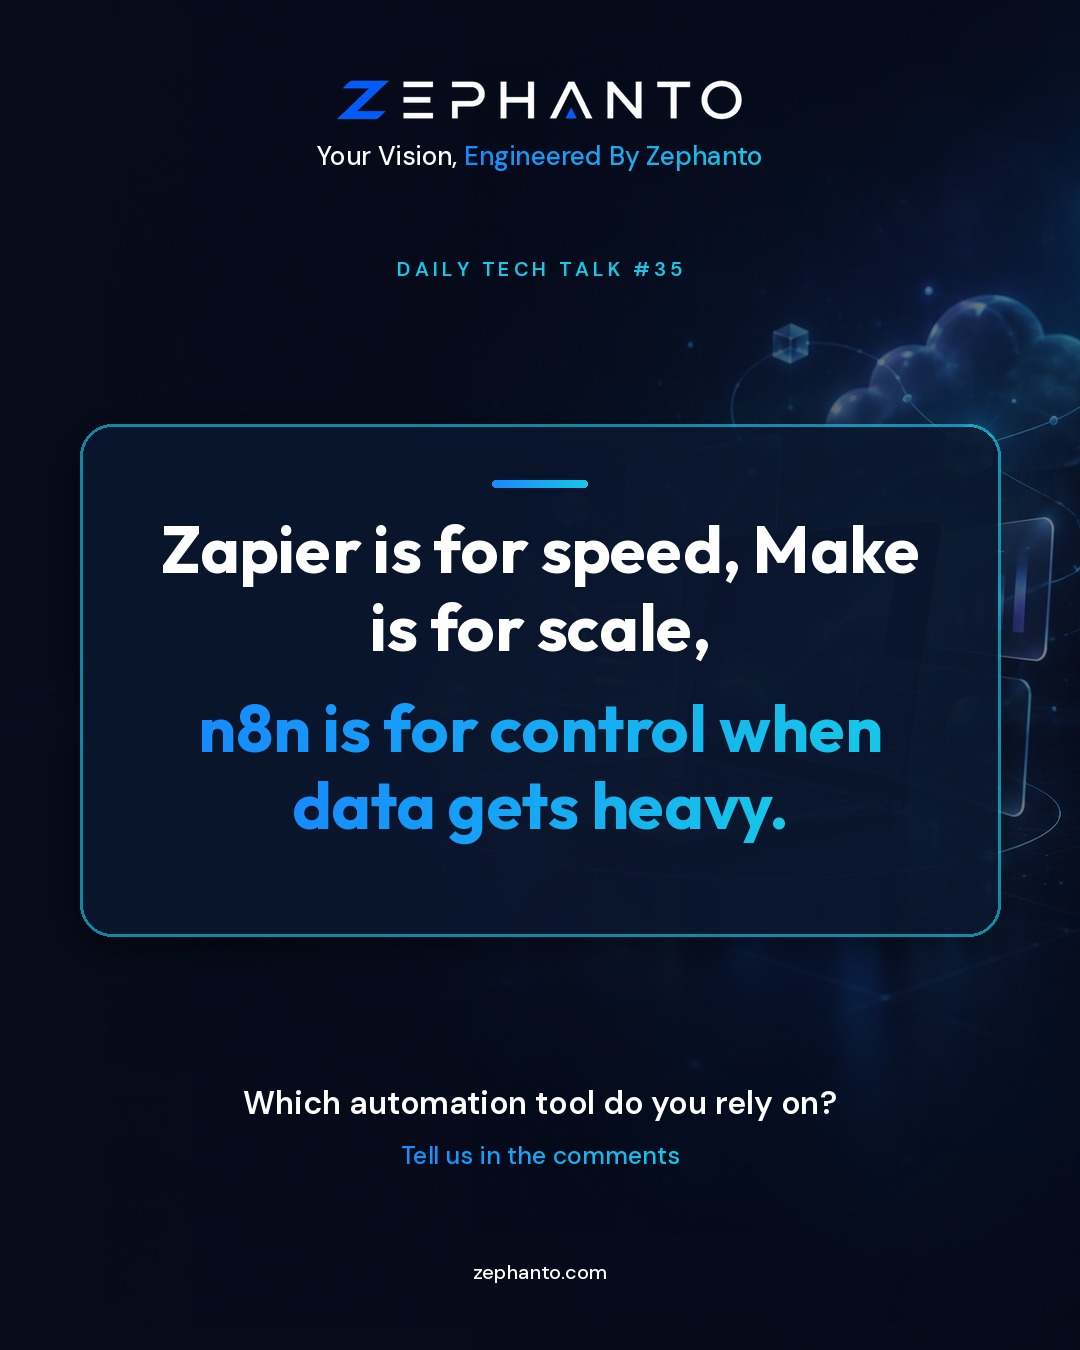 ZEPHANTO
Your Vision, Engineered By Zephanto
DAILY TECH TALK #35
Zapier is for speed, Make
is for scale,
n8n is for control when
data gets heavy.
Which automation tool do you rely on?
Tell us in the comments
zephanto.com